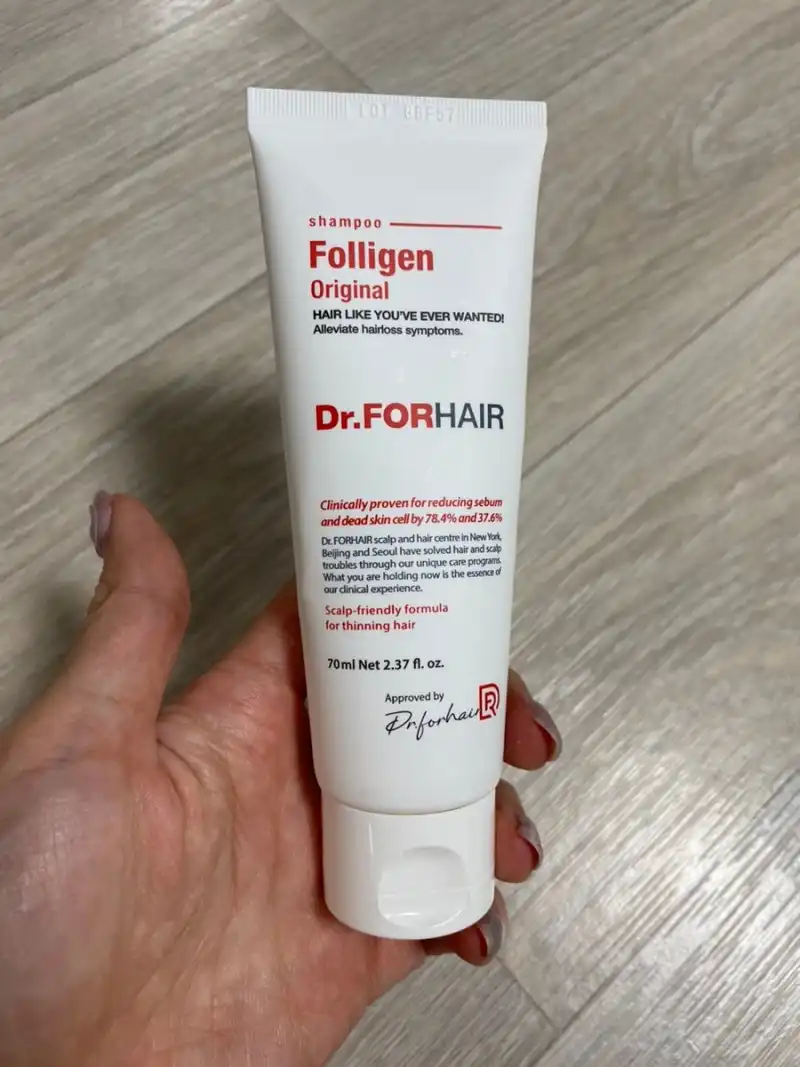 shampoo
Folligen
Original
HAIR LIKE YOU'VE EVER WANTED!
Alleviate hairloss symptoms.
Dr.FORHAIR
Clinically proven for reducing sebum
and dead skin cell by 78.4% and 37.6%
Dr. FORHAIR scalp and hair centre in New York,
Beijing and Seoul have solved hair and scalp
troubles through our unique care programs.
What you are holding now is the essence of
our clinical experience.
Scalp-friendly formula
for thinning hair
70ml Net 2.37 fl. oz.
Approved by
Dr.forhair